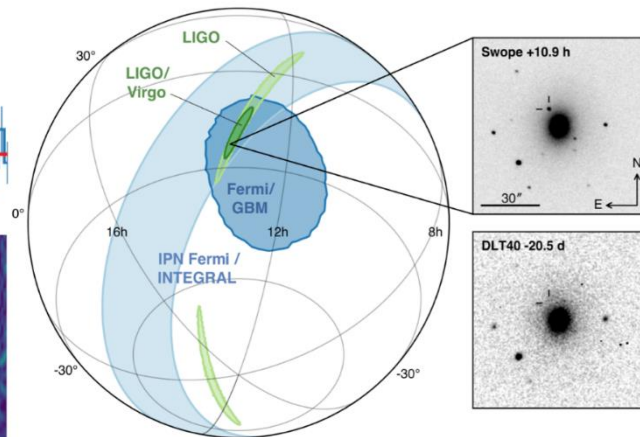 30°
LIGO
LIGO/
Virgo
Fermi/
GBM
0°
16h
12h
8h
IPN Fermi /
INTEGRAL
-30°
-30°
Swope +10.9 h
30"
N
E
DLT40 -20.5 d